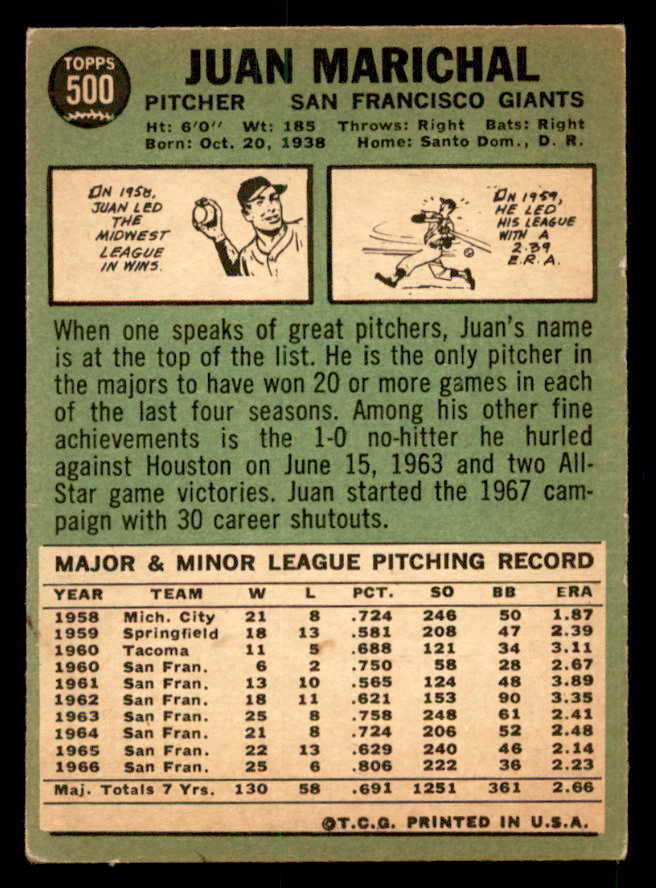 TOPPS
500
JUAN MARICHAL
PITCHER SAN FRANCISCO GIANTS
Ht: 6'0" Wt: 185 Throws: Right Bats: Right
Born: Oct. 20, 1938 Home: Santo Dom., D. R.
IN 1958,
JUAN LED
THE
MIDWEST
LEAGUE
IN WINS.
IN 1959,
HE LED
HIS LEAGUE
WITH A
2.39
E.R.A.
When one speaks of great pitchers, Juan's name
is at the top of the list. He is the only pitcher in
the majors to have won 20 or more games in each
of the last four seasons. Among his other fine
achievements is the 1-0 no-hitter he hurled
against Houston on June 15, 1963 and two All-
Star game victories. Juan started the 1967 cam-
paign with 30 career shutouts.
MAJOR & MINOR LEAGUE PITCHING RECORD
YEAR TEAM W L PCT. SO BB ERA
1958 Mich. City 21 8 .724 246 50 1.87
1959 Springfield 18 13 .581 208 47 2.39
1960 Tacoma 11 5 .688 121 34 3.11
1960 San Fran. 6 2 .750 58 28 2.67
1961 San Fran. 13 10 .565 124 48 3.89
1962 San Fran. 18 11 .621 153 90 3.35
1963 San Fran. 25 8 .758 248 61 2.41
1964 San Fran. 21 8 .724 206 52 2.48
1965 San Fran. 22 13 .629 240 46 2.14
1966 San Fran. 25 6 .806 222 36 2.23
Maj. Totals 7 Yrs. 130 58 .691 1251 361 2.66
©T.C.G. PRINTED IN U.S.A.